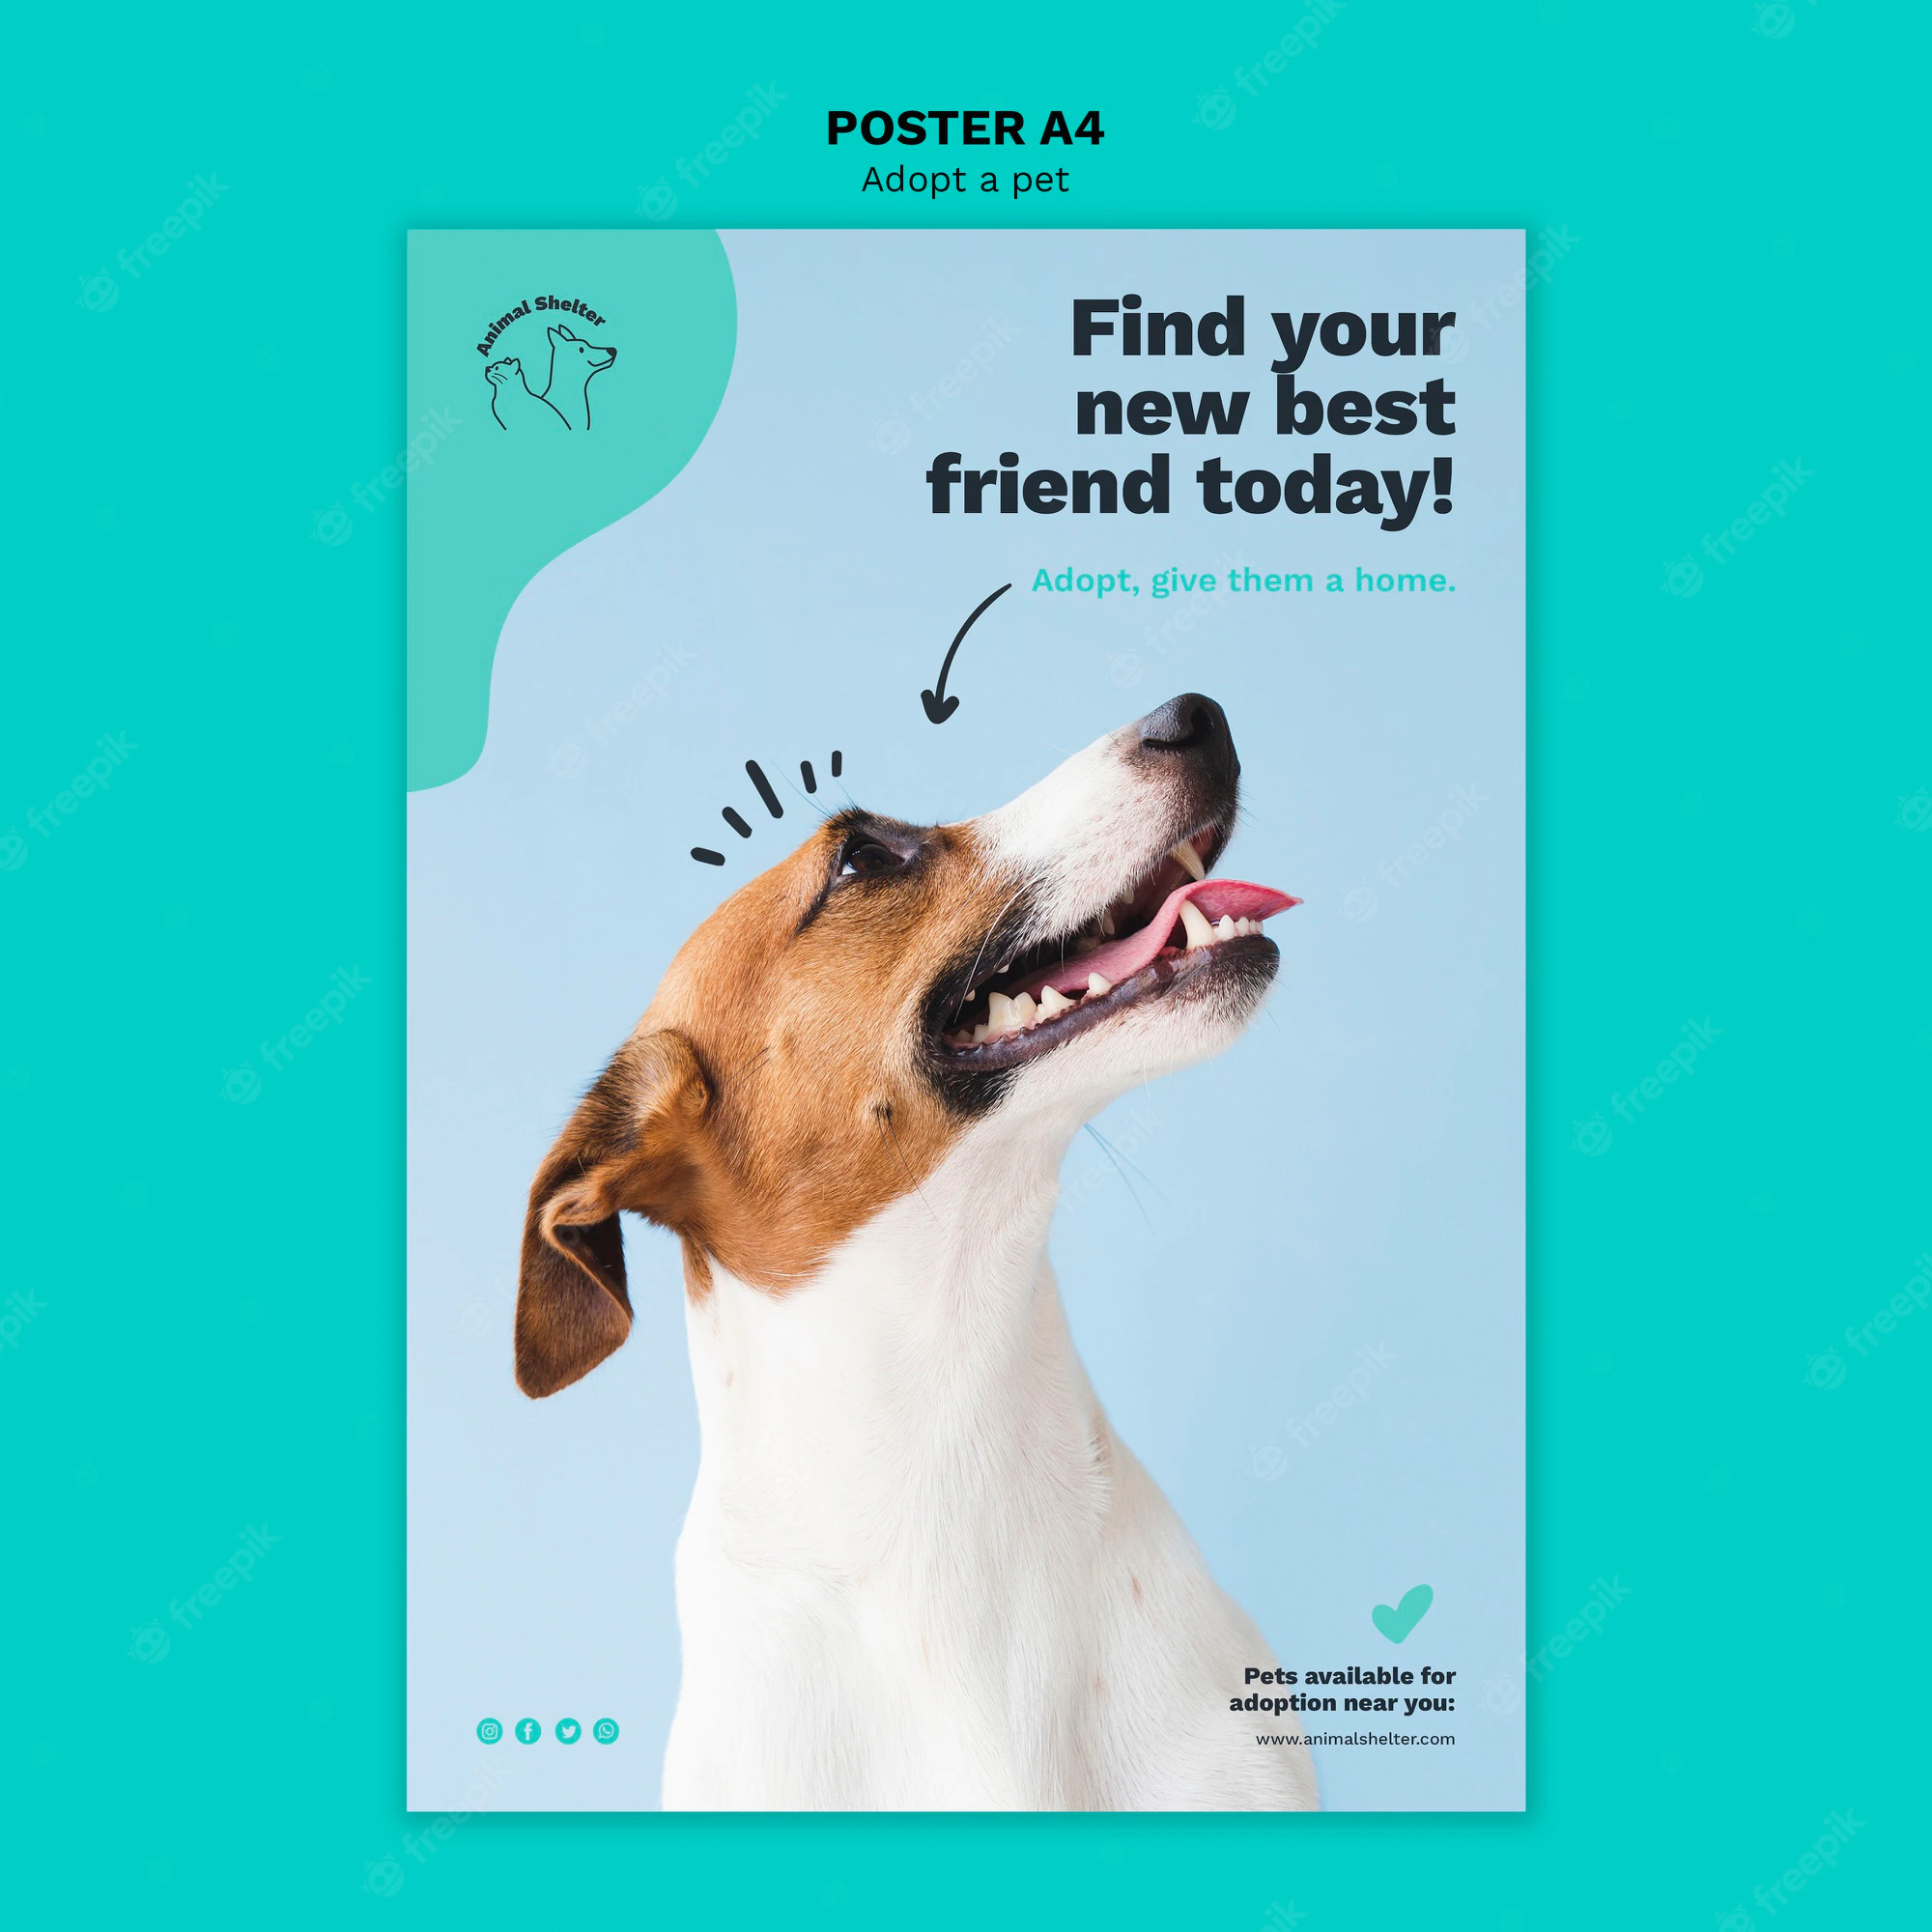 POSTER A4
Adopt a pet
Animal Shelter
Find your
new best
friend today!
Adopt, give them a home.
Pets available for
adoption near you:
www.animalshelter.com
freepik